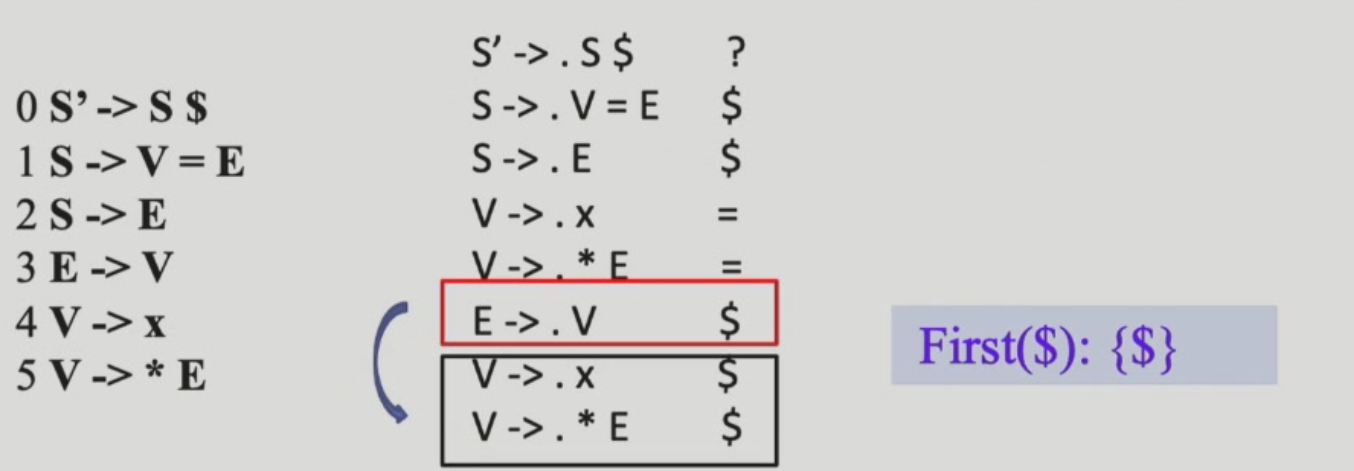 0 S’ -> S $
1 S -> V = E
2 S -> E
3 E -> V
4 V -> x
5 V -> * E
S’ -> . S $ ?
S -> . V = E $
S -> . E $
V -> . x =
V -> . * E =
E -> . V $
V -> . x $
V -> . * E $
First($): {$}